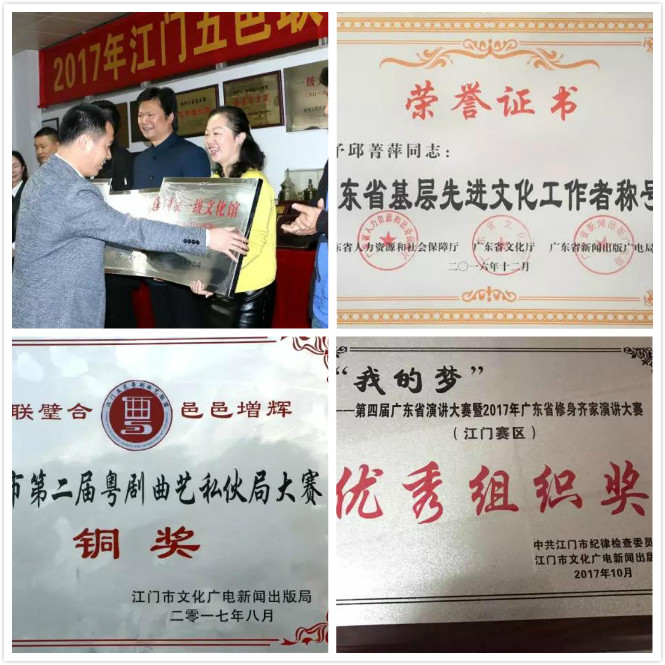 2017年江门五邑联
一级文化馆
荣誉证书
子邱菁萍同志：
东省基层先进文化工作者称号
东省人力资源和社会保障厅 广东省文化厅 广东省新闻出版广电局
二〇一六年十二月
联璧合 邑邑增辉
市第二届粤剧曲艺私伙局大赛
铜奖
江门市文化广电新闻出版局
二零一七年八月
“我的梦”
——第四届广东省演讲大赛暨2017年广东省修身齐家演讲大赛
（江门赛区）
优秀组织奖
中共江门市纪律检查委员
江门市文化广电新闻出版
2017年10月